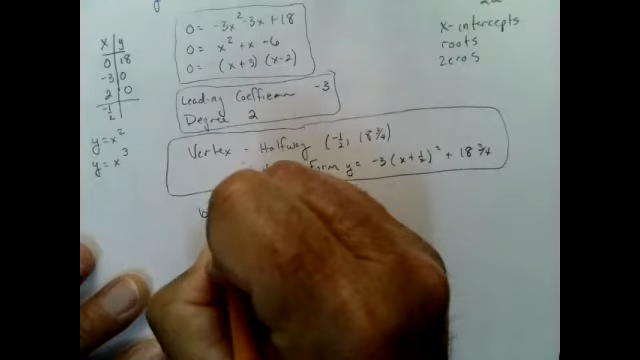 0 = -3x² -3x +18
0 = x² + x -6
0 = (x+3) (x-2)
X-intercepts
roots
zeros
x y
0 18
-3 0
2 0
-1/2
y = x²
y = x³
Leading Coefficien -3
Degree 2
Vertex - Halfway (-1/2, 18 3/4)
form y = -3(x + 1/2)² + 18 3/4